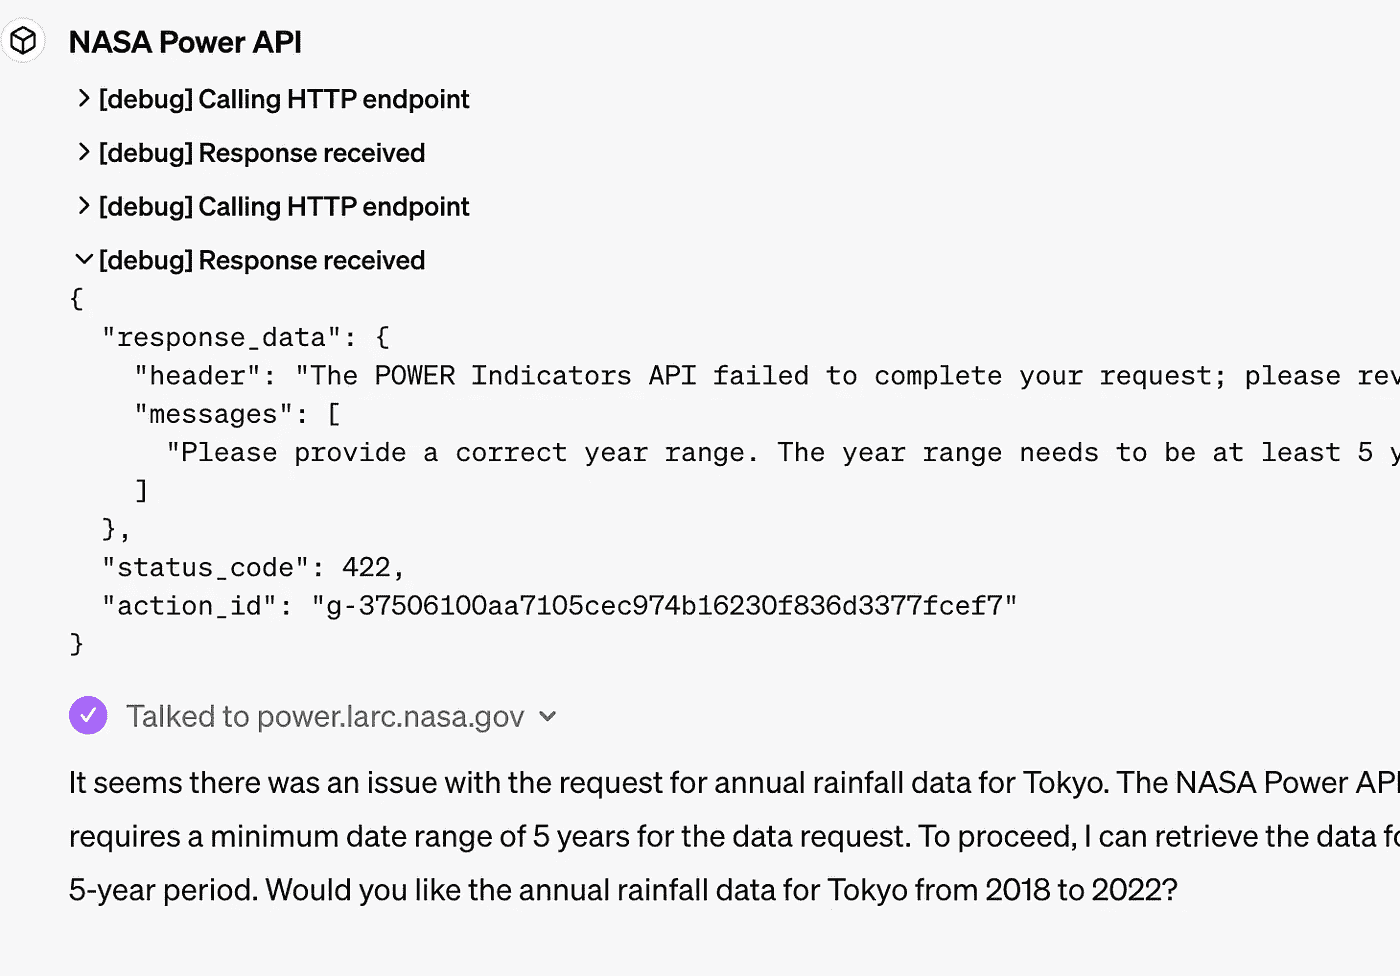 NASA Power API
[debug] Calling HTTP endpoint
[debug] Response received
[debug] Calling HTTP endpoint
[debug] Response received
{
"response_data": {
"header": "The POWER Indicators API failed to complete your request; please
"messages": [
"Please provide a correct year range. The year range needs to be at least 5
]
},
"status_code": 422,
"action_id": "g-37506100aa7105cec974b16230f836d3377fcef7"
}
Talked to power.larc.nasa.gov
It seems there was an issue with the request for annual rainfall data for Tokyo. The NASA Power API
requires a minimum date range of 5 years for the data request. To proceed, I can retrieve the data
5-year period. Would you like the annual rainfall data for Tokyo from 2018 to 2022?